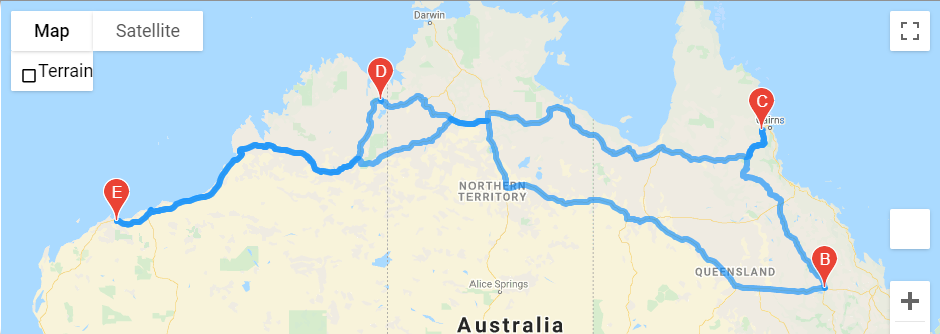 Map Satellite
Terrain
Darwin
D
C
Cairns
E
NORTHERN
TERRITORY
B
QUEENSLAND
Alice Springs
Australia
+